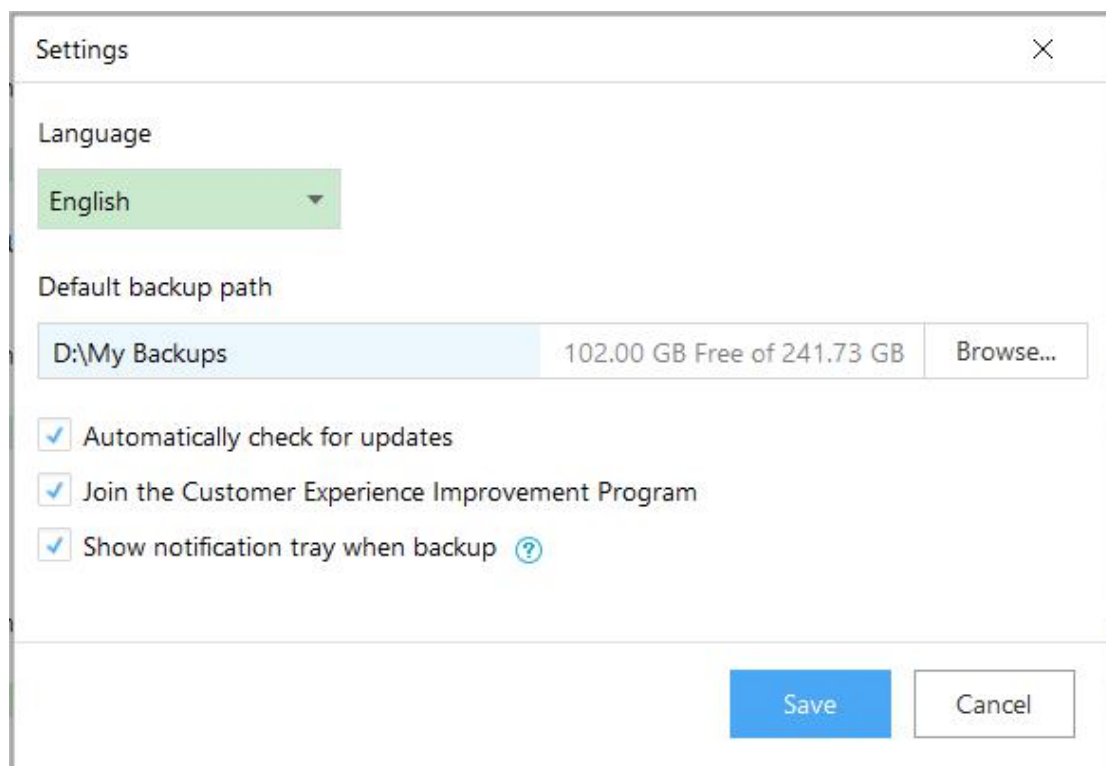 Settings
Language
English
Default backup path
D:\My Backups 102.00 GB Free of 241.73 GB Browse...
Automatically check for updates
Join the Customer Experience Improvement Program
Show notification tray when backup ?
Save Cancel